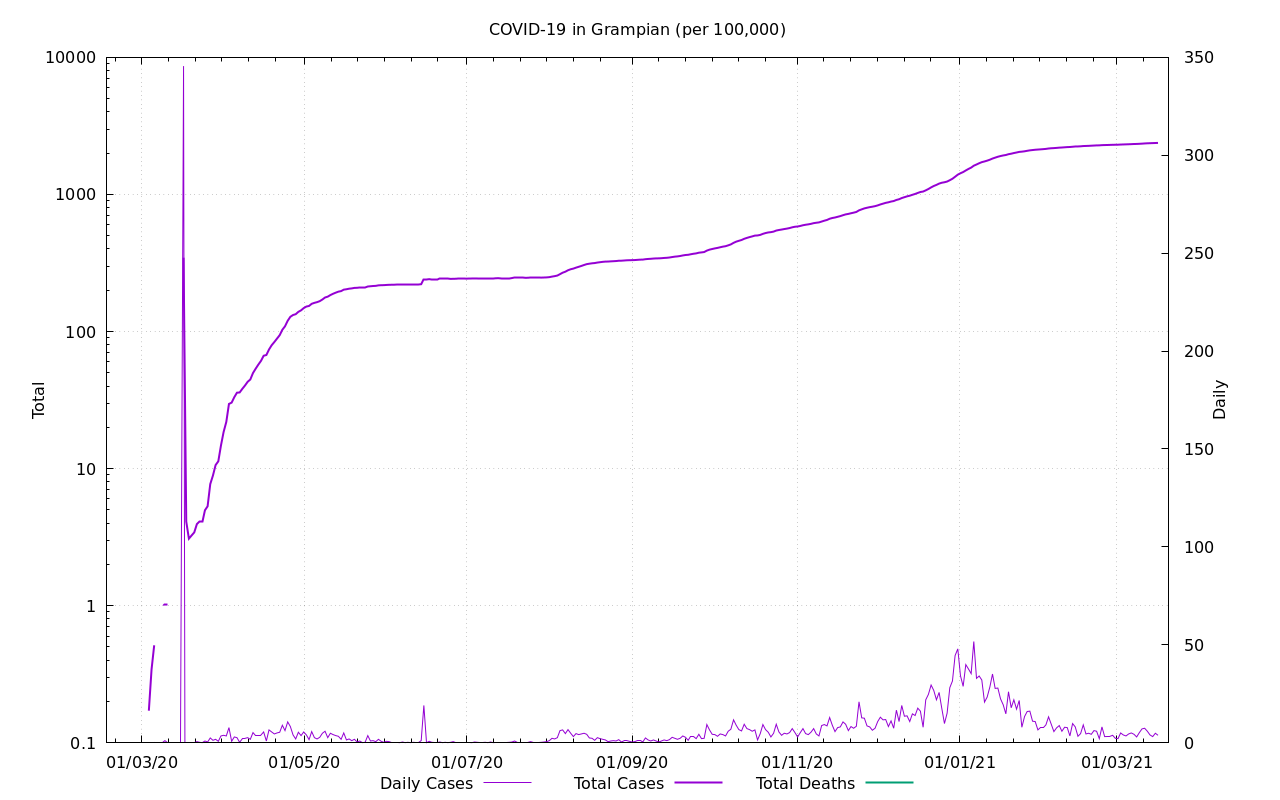 COVID-19 in Grampian (per 100,000)
10000
1000
100
10
1
0.1
Total
350
300
250
200
150
100
50
0
Daily
01/03/20 01/05/20 01/07/20 01/09/20 01/11/20 01/01/21 01/03/21
Daily Cases Total Cases Total Deaths